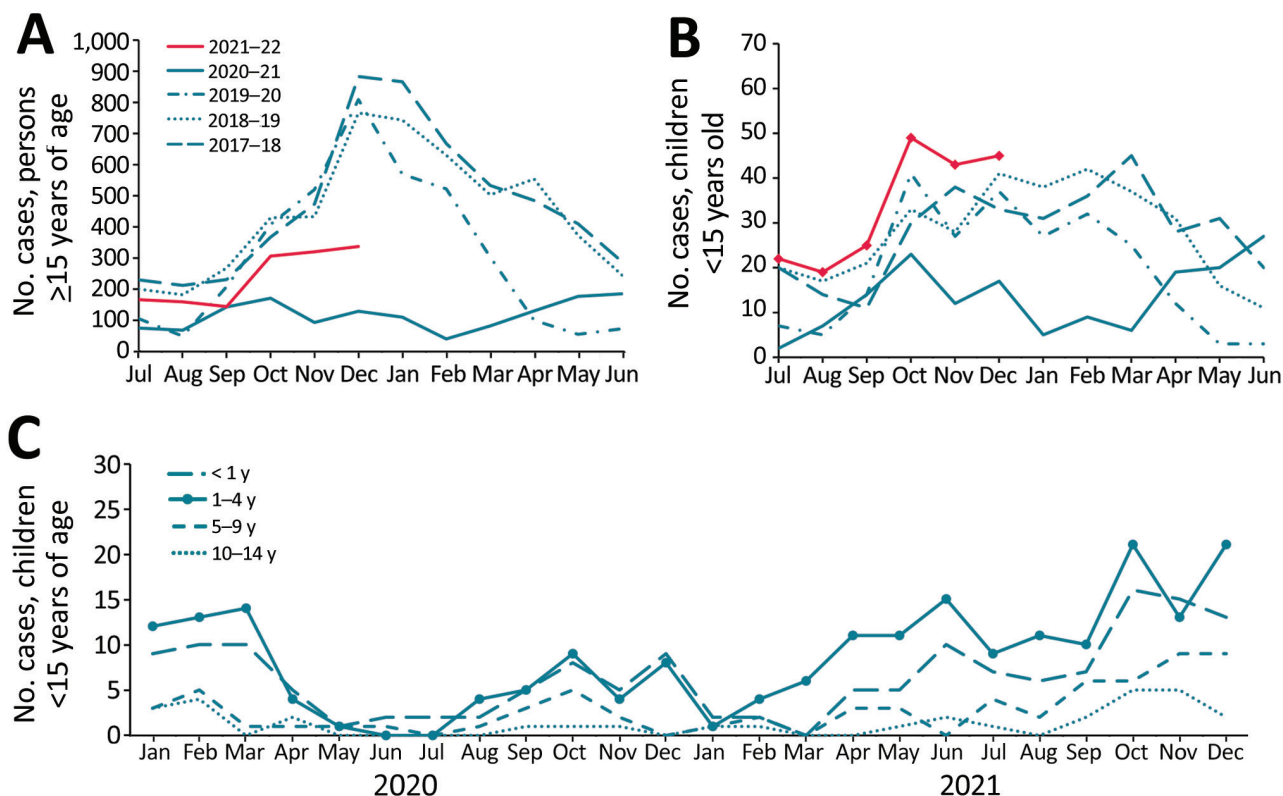 A
No. cases, persons
≥15 years of age
1,000
900
800
700
600
500
400
300
200
100
0
2021–22
2020–21
2019–20
2018–19
2017–18
Jul Aug Sep Oct Nov Dec Jan Feb Mar Apr May Jun
B
No. cases, children
<15 years old
70
60
50
40
30
20
10
0
Jul Aug Sep Oct Nov Dec Jan Feb Mar Apr May Jun
C
No. cases, children
<15 years of age
30
25
20
15
10
5
0
< 1 y
1–4 y
5–9 y
10–14 y
Jan Feb Mar Apr May Jun Jul Aug Sep Oct Nov Dec Jan Feb Mar Apr May Jun Jul Aug Sep Oct Nov Dec
2020 2021